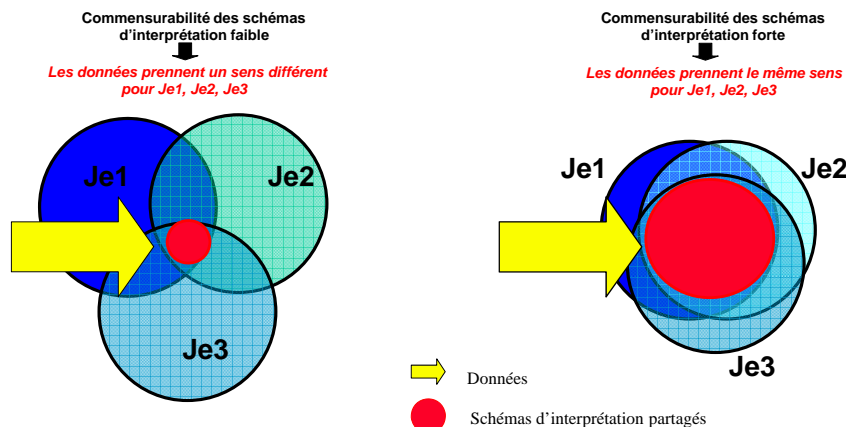 Commensurabilité des schémas
d'interprétation faible
Les données prennent un sens différent
pour Je1, Je2, Je3
Je1
Je2
Je3
Commensurabilité des schémas
d'interprétation forte
Les données prennent le même sens
pour Je1, Je2, Je3
Je1
Je2
Je3
Données
Schémas d'interprétation partagés